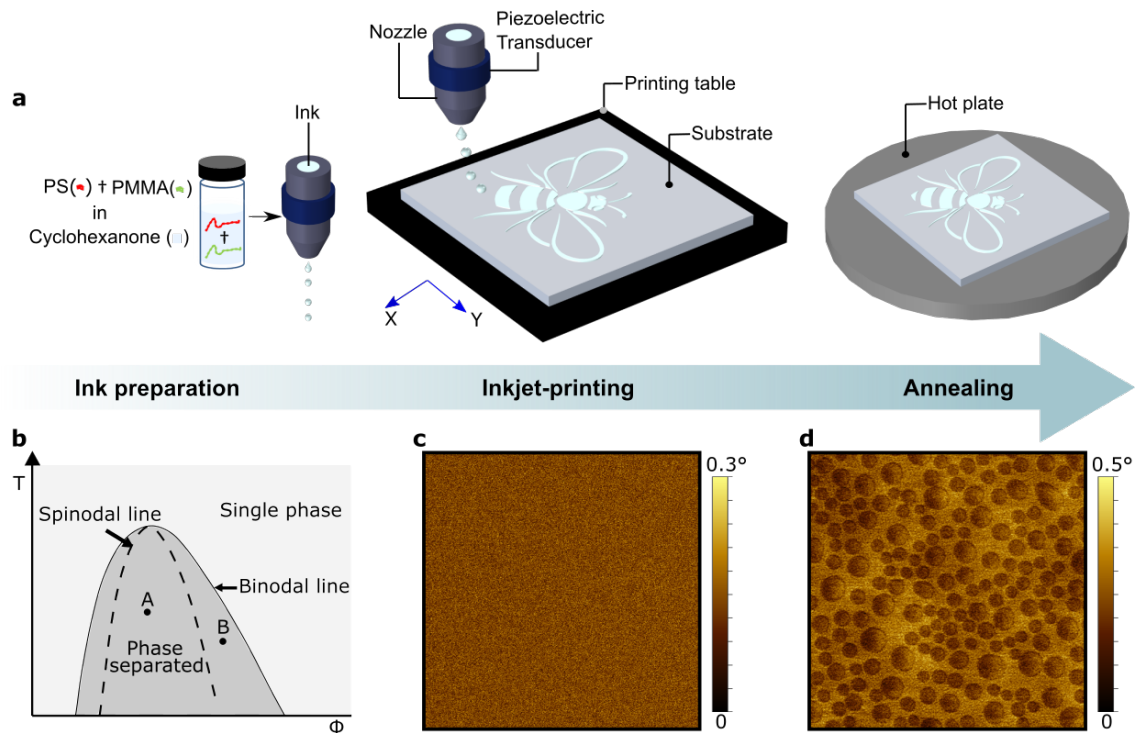 a
Nozzle
Piezoelectric
Transducer
Ink
Printing table
Substrate
Hot plate
PS( ) † PMMA( )
in
Cyclohexanone ( )
†
X
Y
Ink preparation
Inkjet-printing
Annealing
b
T
Spinodal line
Single phase
Binodal line
A
B
Phase
separated
Φ
c
0.3°
0
d
0.5°
0